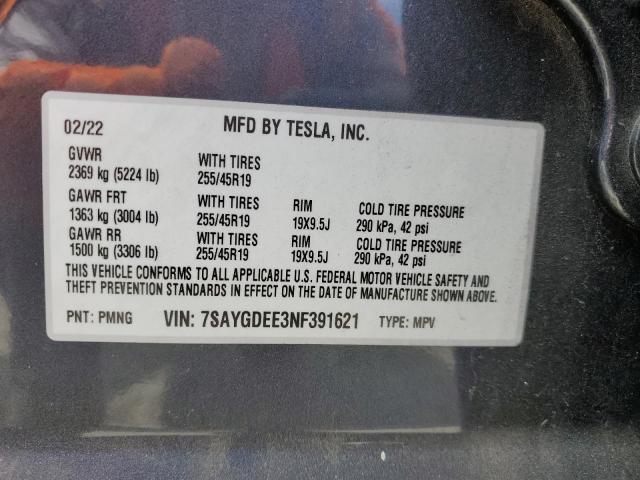 02/22 MFD BY TESLA, INC.
GVWR WITH TIRES
2369 kg (5224 lb) 255/45R19
GAWR FRT WITH TIRES RIM COLD TIRE PRESSURE
1363 kg (3004 lb) 255/45R19 19X9.5J 290 kPa, 42 psi
GAWR RR WITH TIRES RIM COLD TIRE PRESSURE
1500 kg (3306 lb) 255/45R19 19X9.5J 290 kPa, 42 psi
THIS VEHICLE CONFORMS TO ALL APPLICABLE U.S. FEDERAL MOTOR VEHICLE SAFETY AND
THEFT PREVENTION STANDARDS IN EFFECT ON THE DATE OF MANUFACTURE SHOWN ABOVE.
PNT: PMNG VIN: 7SAYGDEE3NF391621 TYPE: MPV